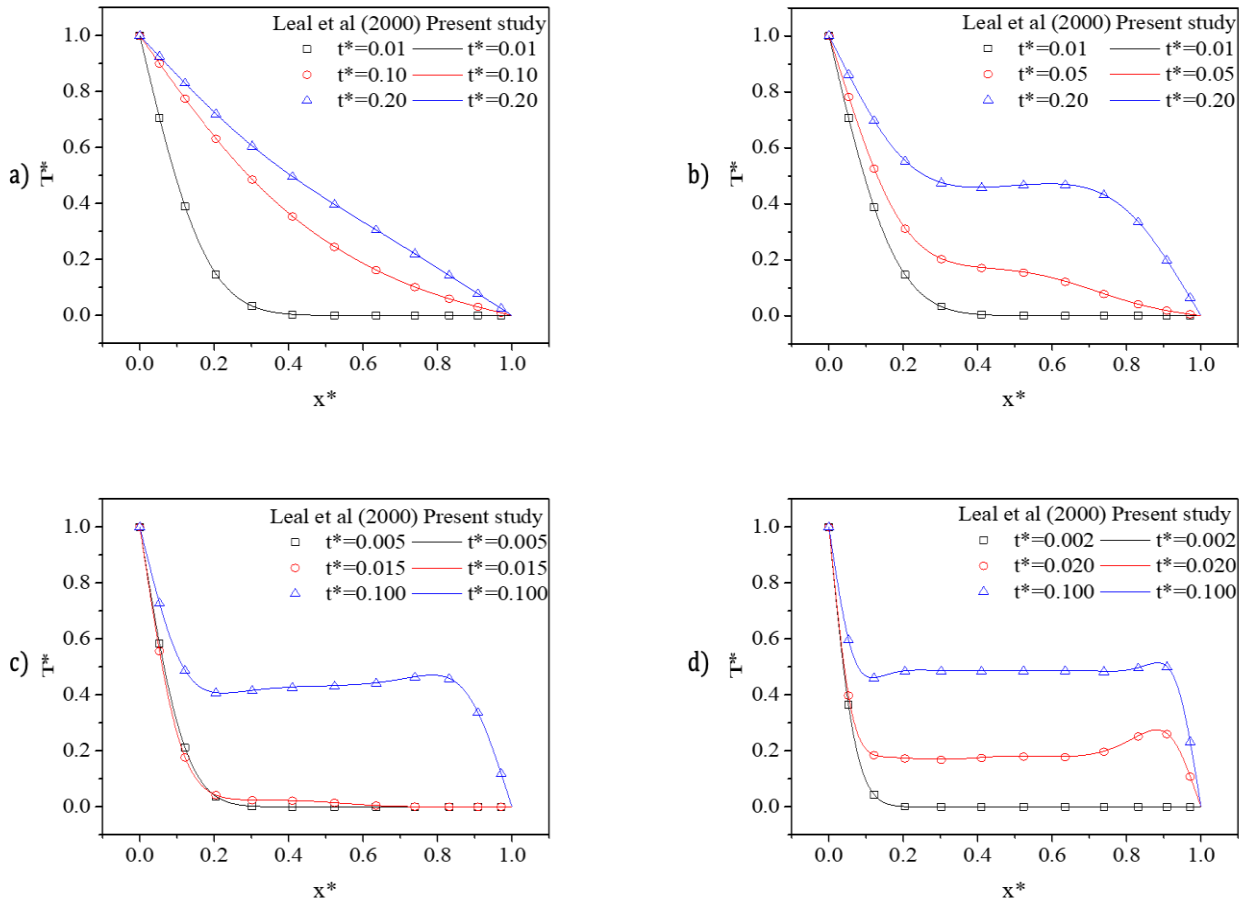 Leal et al (2000) Present study
t*=0.01 t*=0.01
t*=0.10 t*=0.10
t*=0.20 t*=0.20
1.0
0.8
0.6
0.4
0.2
0.0
a) T*
0.0 0.2 0.4 0.6 0.8 1.0
x*
Leal et al (2000) Present study
t*=0.01 t*=0.01
t*=0.05 t*=0.05
t*=0.20 t*=0.20
1.0
0.8
0.6
0.4
0.2
0.0
b) T*
0.0 0.2 0.4 0.6 0.8 1.0
x*
Leal et al (2000) Present study
t*=0.005 t*=0.005
t*=0.015 t*=0.015
t*=0.100 t*=0.100
1.0
0.8
0.6
0.4
0.2
0.0
c) T*
0.0 0.2 0.4 0.6 0.8 1.0
x*
Leal et al (2000) Present study
t*=0.002 t*=0.002
t*=0.020 t*=0.020
t*=0.100 t*=0.100
1.0
0.8
0.6
0.4
0.2
0.0
d) T*
0.0 0.2 0.4 0.6 0.8 1.0
x*